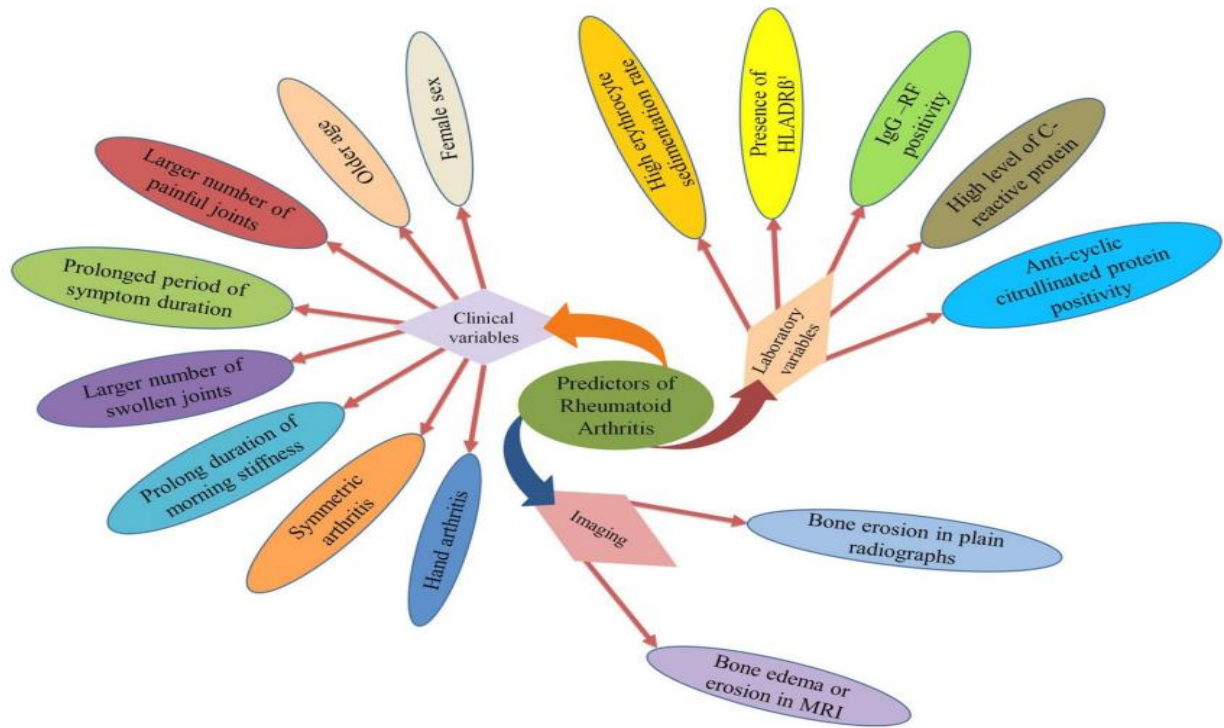 Predictors of
Rheumatoid
Arthritis
Clinical
variables
Female sex
Older age
Larger number of
painful joints
Prolonged period of
symptom duration
Larger number of
swollen joints
Prolong duration of
morning stiffness
Symmetric
arthritis
Hand arthritis
Laboratory
variables
High erythrocyte
sedimentation rate
Presence of
HLADRB¹
IgG –RF
positivity
High level of C-
reactive protein
Anti-cyclic
citrullinated protein
positivity
Imaging
Bone erosion in plain
radiographs
Bone edema or
erosion in MRI